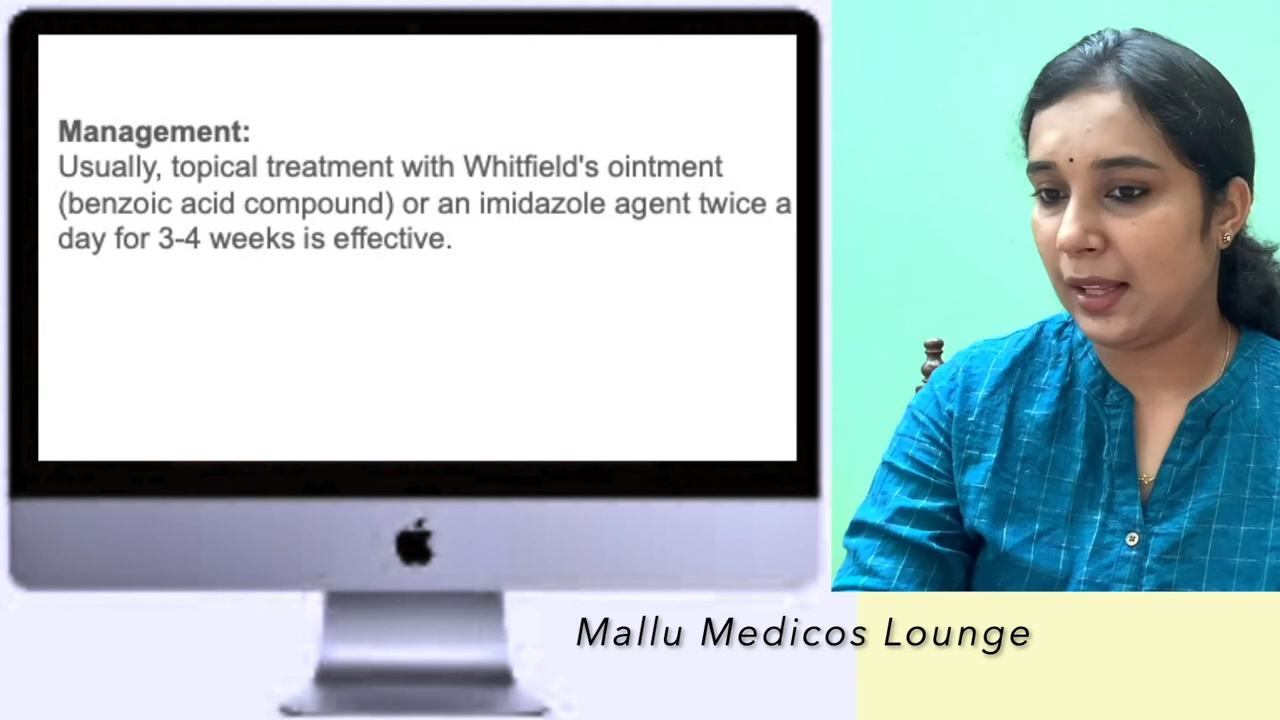 Management:
Usually, topical treatment with Whitfield's ointment
(benzoic acid compound) or an imidazole agent twice a
day for 3-4 weeks is effective.
Mallu Medicos Lounge